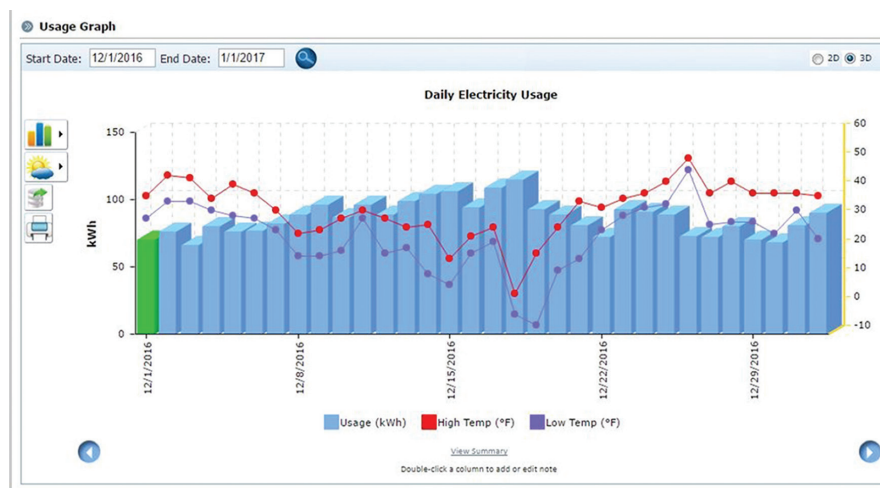 Usage Graph
Start Date: 12/1/2016 End Date: 1/1/2017 2D 3D
Daily Electricity Usage
150
100
50
0
kWh
60
50
40
30
20
10
0
-10
12/1/2016
12/8/2016
12/15/2016
12/22/2016
12/29/2016
Usage (kWh) High Temp (°F) Low Temp (°F)
View Summary
Double-click a column to add or edit note